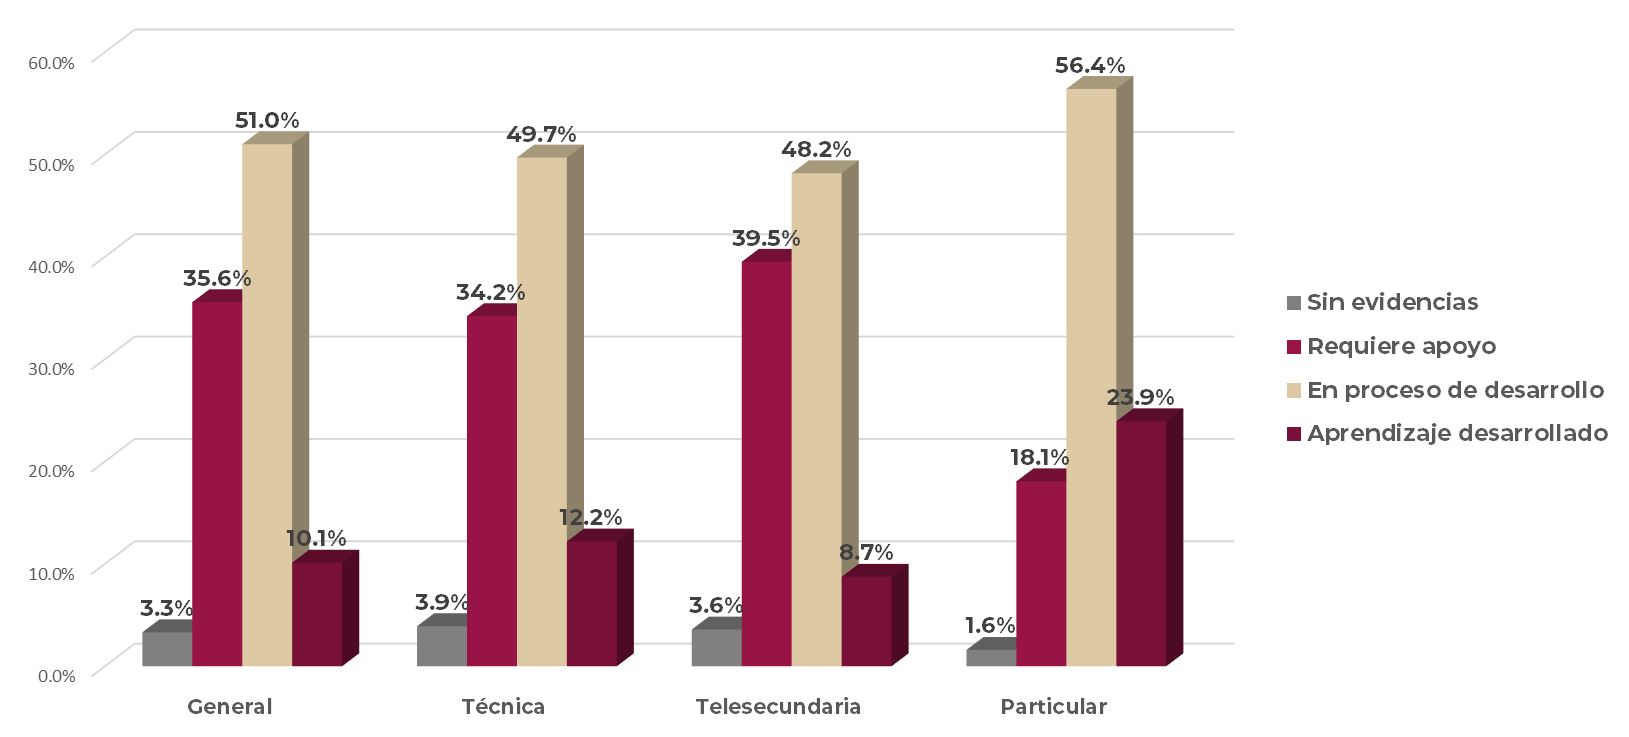 60.0%
50.0%
40.0%
30.0%
20.0%
10.0%
0.0%
3.3%
35.6%
51.0%
10.1%
3.9%
34.2%
49.7%
12.2%
3.6%
39.5%
48.2%
8.7%
1.6%
18.1%
56.4%
23.9%
General
Técnica
Telesecundaria
Particular
Sin evidencias
Requiere apoyo
En proceso de desarrollo
Aprendizaje desarrollado